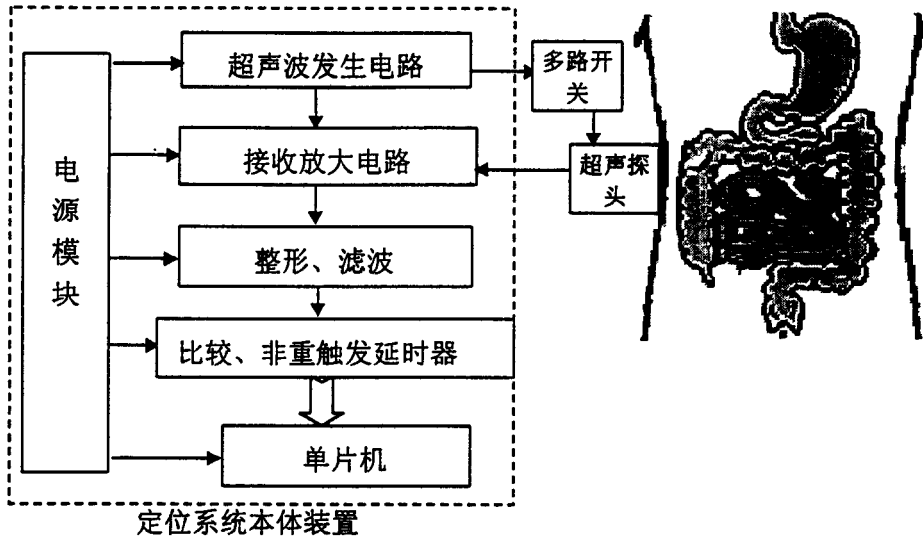 超声波发生电路
多路开
关
接收放大电路
超声探
头
电
源
模
块
整形、滤波
比较、非重触发延时器
单片机
定位系统本体装置